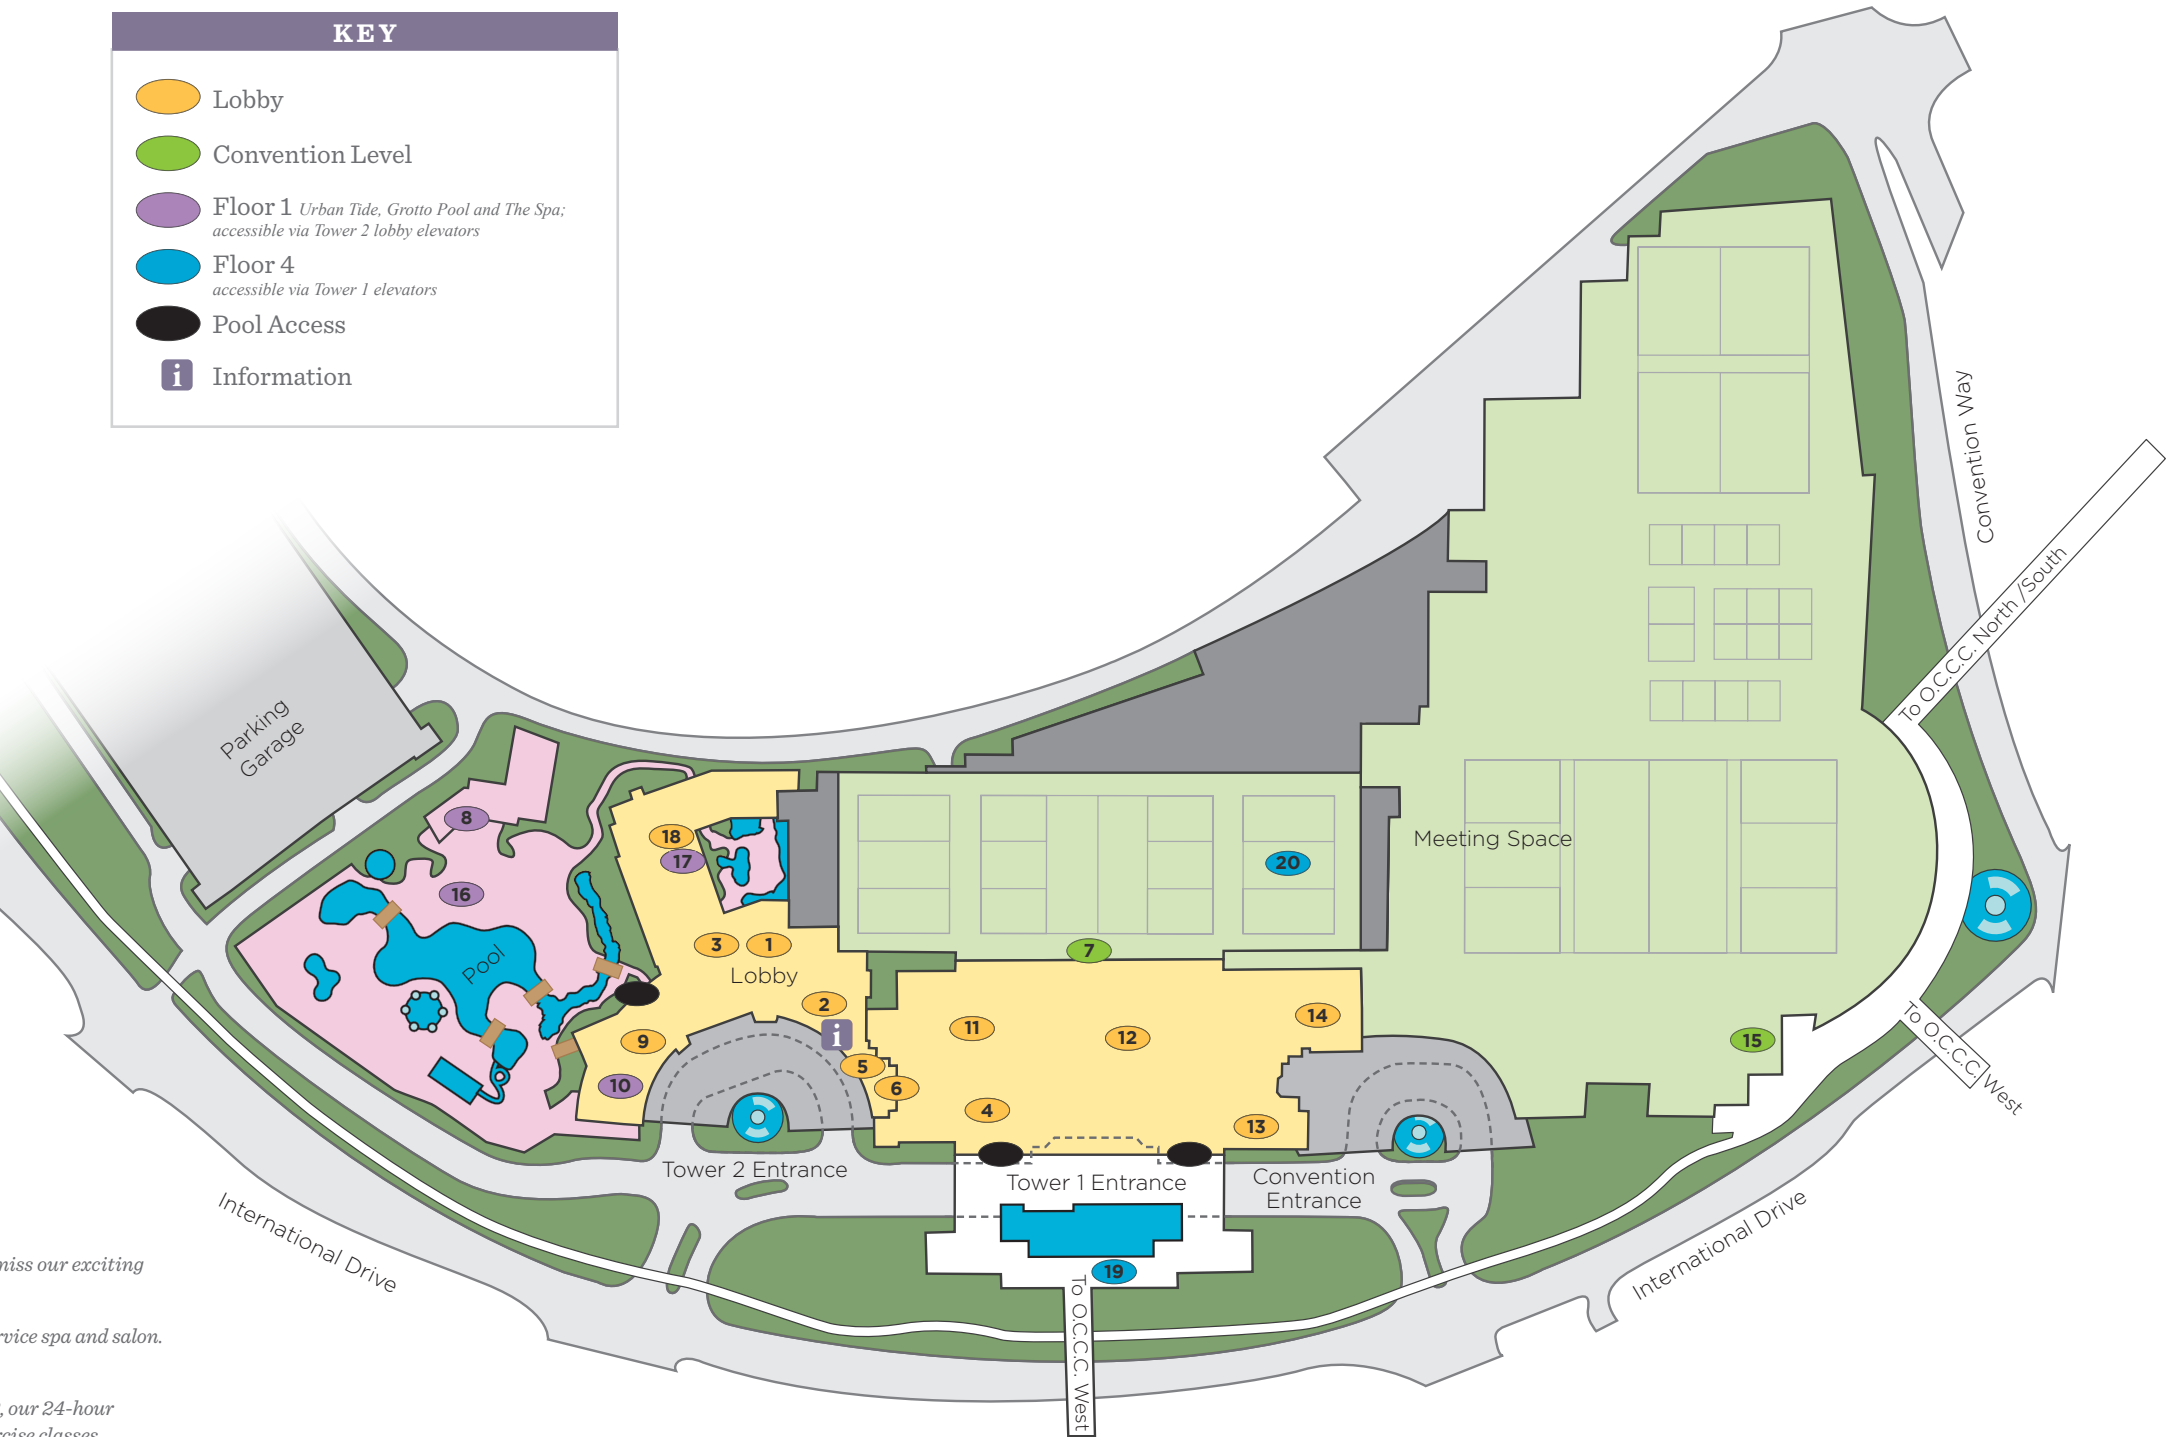 KEY
Lobby
Convention Level
Floor 1 Urban Tide, Grotto Pool and The Spa;
accessible via Tower 2 lobby elevators
Floor 4
accessible via Tower 1 elevators
Pool Access
i Information
Convention Way
To O.C.C.C. North /South
Parking
Garage
8
18
17
20
Meeting Space
16
3
1
7
Pool
Lobby
2
i
9
11
12
14
15
5
10
6
4
13
To O.C.C.C. West
Tower 2 Entrance
Tower 1 Entrance
Convention
Entrance
International Drive
International Drive
19
To O.C.C.C. West
miss our exciting
rvice spa and salon.
, our 24-hour
rcise classes